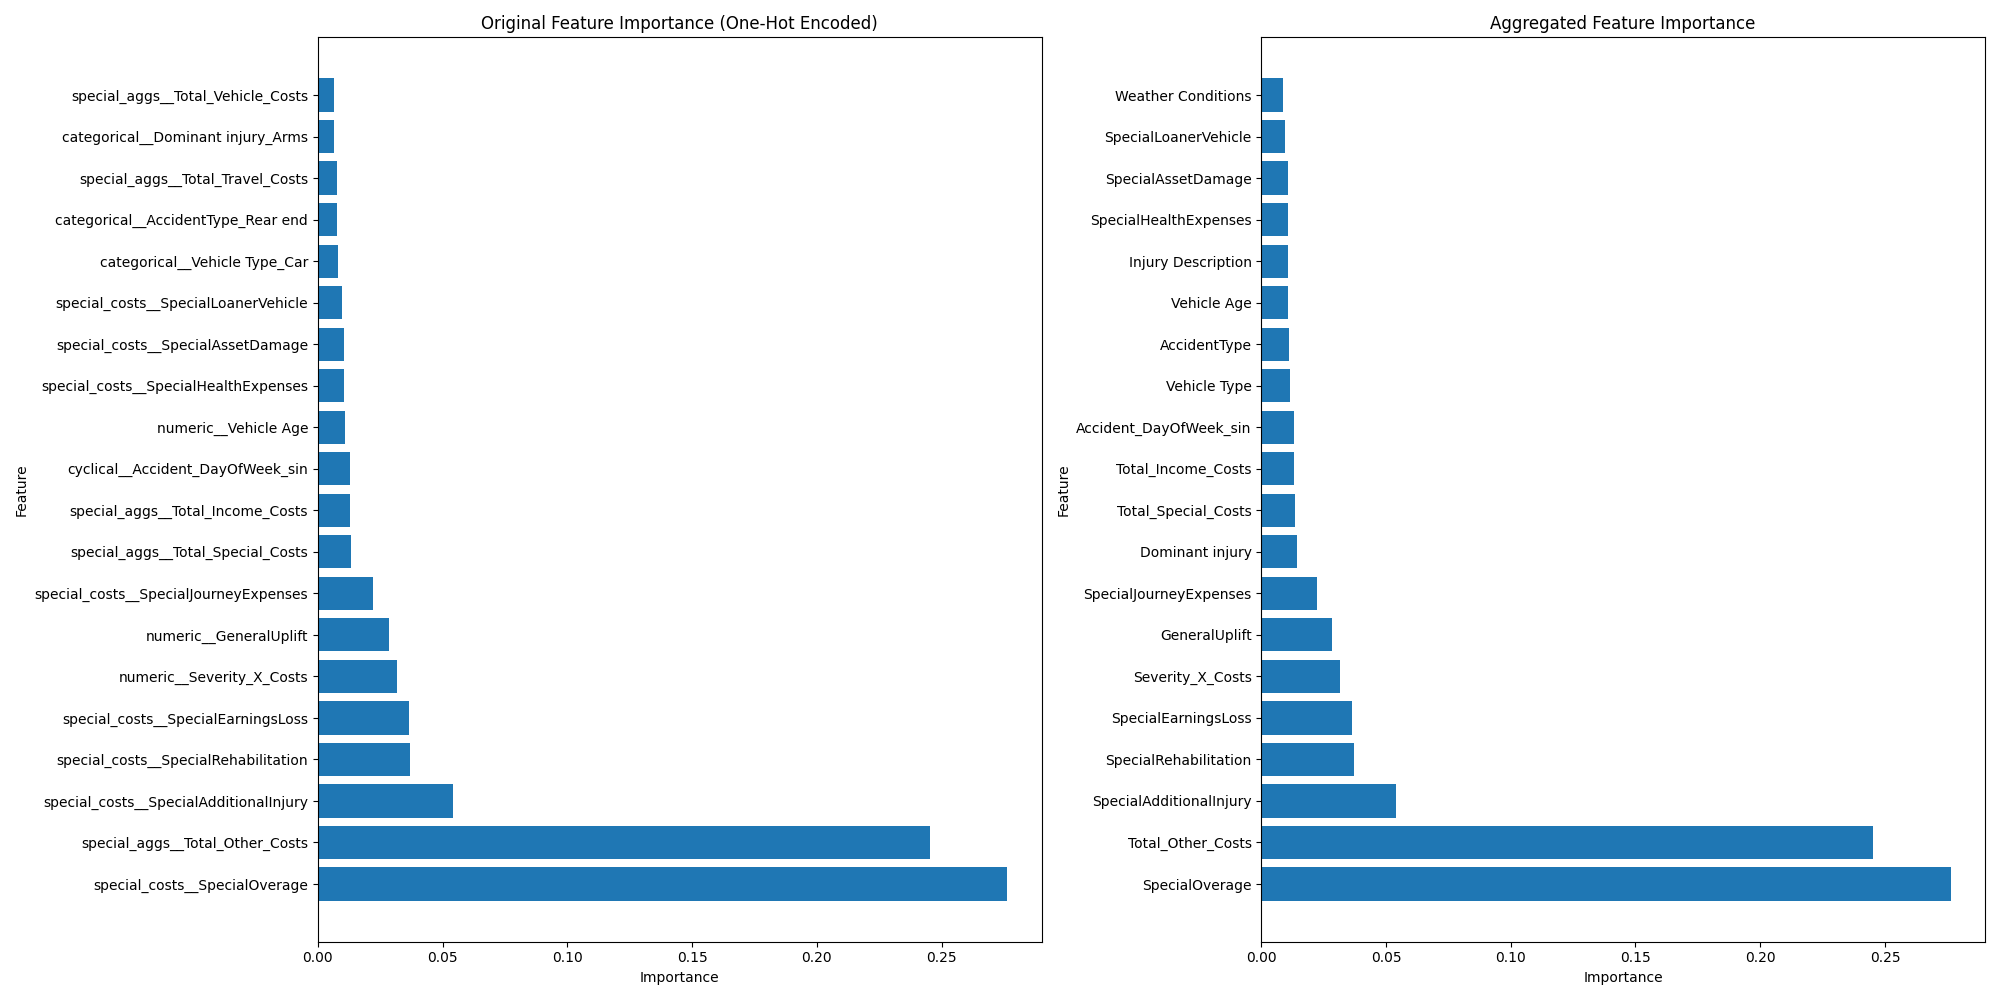 Original Feature Importance (One-Hot Encoded)
Feature
special_aggs__Total_Vehicle_Costs
categorical__Dominant injury_Arms
special_aggs__Total_Travel_Costs
categorical__AccidentType_Rear end
categorical__Vehicle Type_Car
special_costs__SpecialLoanerVehicle
special_costs__SpecialAssetDamage
special_costs__SpecialHealthExpenses
numeric__Vehicle Age
cyclical__Accident_DayOfWeek_sin
special_aggs__Total_Income_Costs
special_aggs__Total_Special_Costs
special_costs__SpecialJourneyExpenses
numeric__GeneralUplift
numeric__Severity_X_Costs
special_costs__SpecialEarningsLoss
special_costs__SpecialRehabilitation
special_costs__SpecialAdditionalInjury
special_aggs__Total_Other_Costs
special_costs__SpecialOverage
0.00 0.05 0.10 0.15 0.20 0.25
Importance
Aggregated Feature Importance
Feature
Weather Conditions
SpecialLoanerVehicle
SpecialAssetDamage
SpecialHealthExpenses
Injury Description
Vehicle Age
AccidentType
Vehicle Type
Accident_DayOfWeek_sin
Total_Income_Costs
Total_Special_Costs
Dominant injury
SpecialJourneyExpenses
GeneralUplift
Severity_X_Costs
SpecialEarningsLoss
SpecialRehabilitation
SpecialAdditionalInjury
Total_Other_Costs
SpecialOverage
0.00 0.05 0.10 0.15 0.20 0.25
Importance